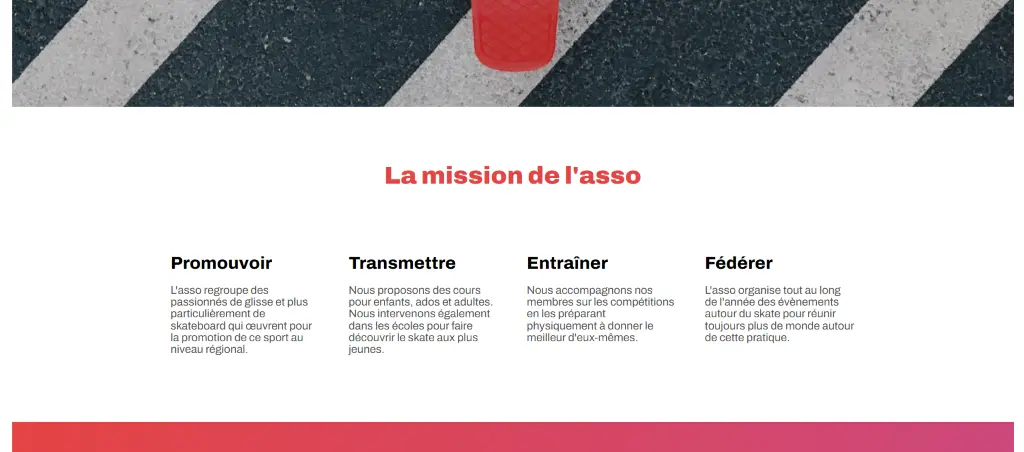 La mission de l'asso
Promouvoir
L'asso regroupe des
passionnés de glisse et plus
particulièrement de
skateboard qui œuvrent pour
la promotion de ce sport au
niveau régional.
Transmettre
Nous proposons des cours
pour enfants, ados et adultes.
Nous intervenons également
dans les écoles pour faire
découvrir le skate aux plus
jeunes.
Entraîner
Nous accompagnons nos
membres sur les compétitions
en les préparant
physiquement à donner le
meilleur d'eux-mêmes.
Fédérer
L'asso organise tout au long
de l'année des évènements
autour du skate pour réunir
toujours plus de monde autour
de cette pratique.